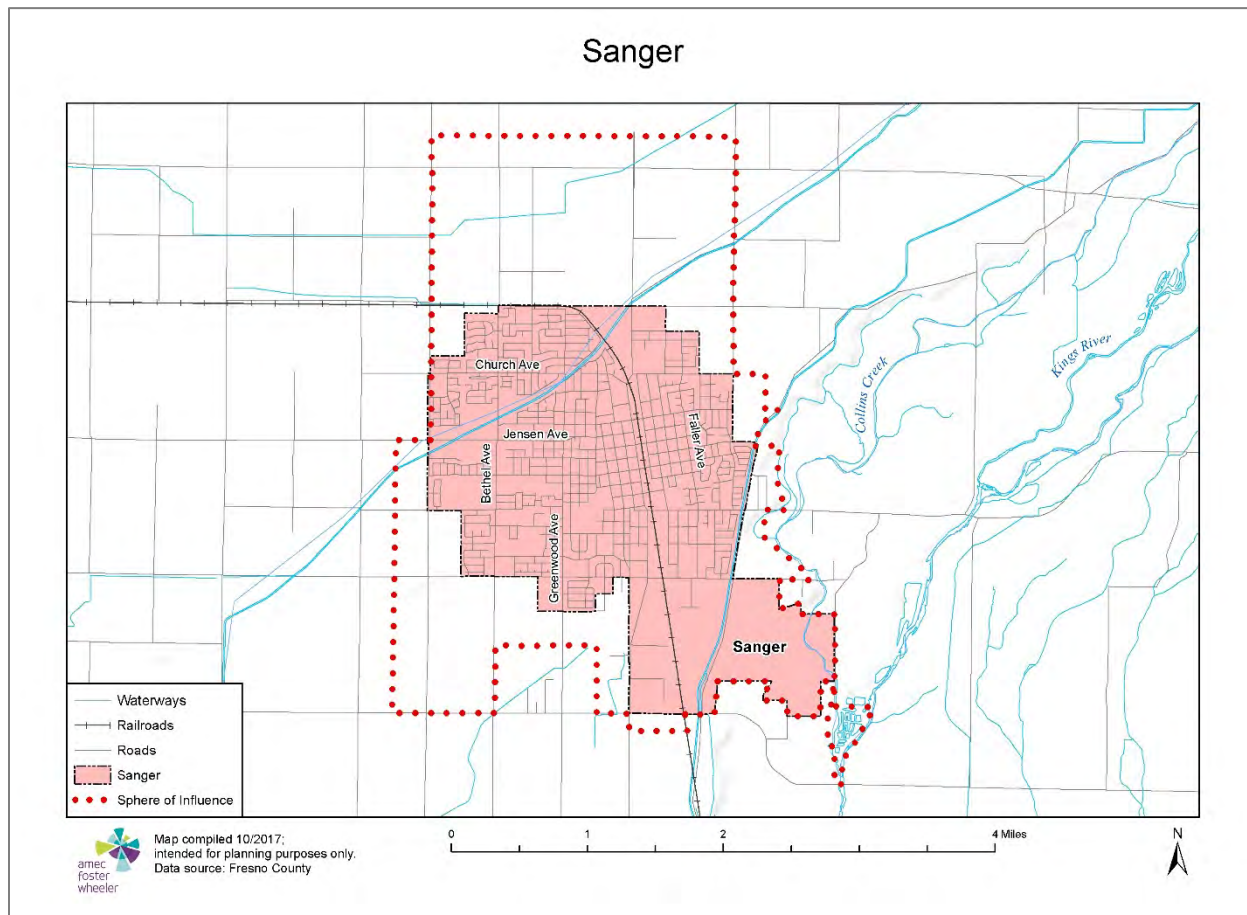 Sanger
Church Ave
Jensen Ave
Bethel Ave
Greenwood Ave
Faller Ave
Collins Creek
Kings River
Sanger
Waterways
Railroads
Roads
Sanger
Sphere of Influence
amec
foster
wheeler
Map compiled 10/2017;
intended for planning purposes only.
Data source: Fresno County
0 1 2 4 Miles
N